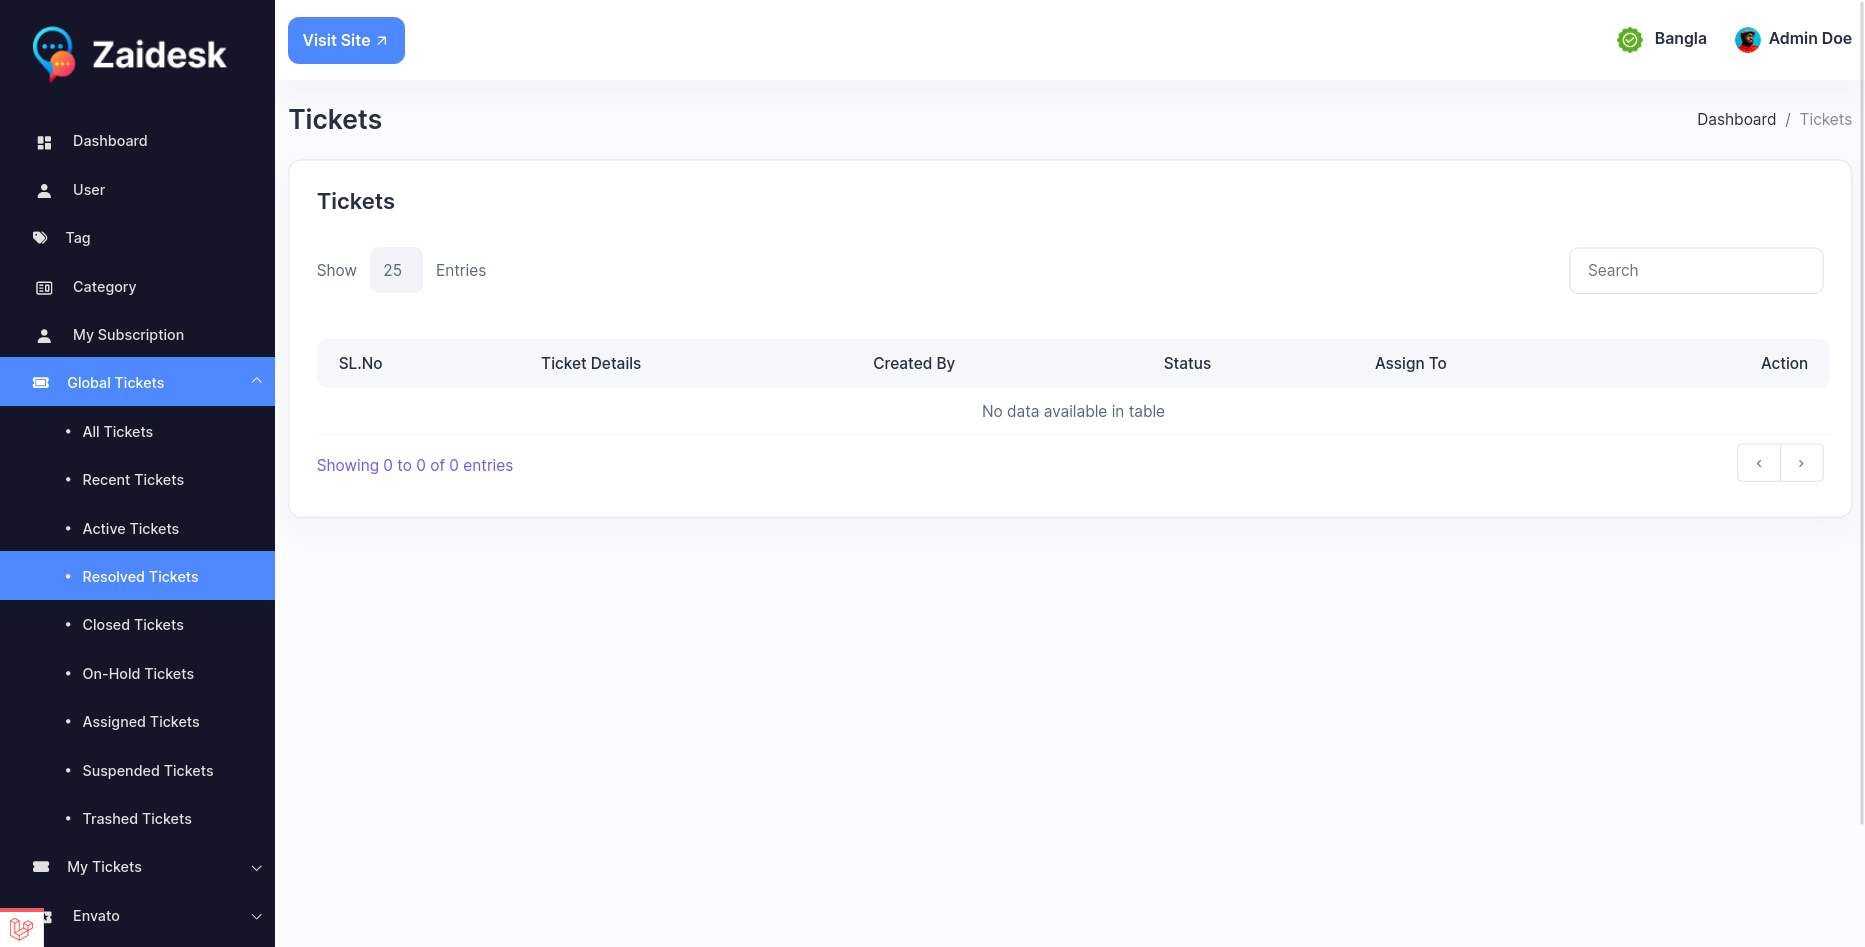 Zaidesk
Dashboard
User
Tag
Category
My Subscription
Global Tickets
• All Tickets
• Recent Tickets
• Active Tickets
• Resolved Tickets
• Closed Tickets
• On-Hold Tickets
• Assigned Tickets
• Suspended Tickets
• Trashed Tickets
My Tickets
Envato
Visit Site
Bangla Admin Doe
Tickets
Dashboard / Tickets
Tickets
Show 25 Entries
Search
SL.No Ticket Details Created By Status Assign To Action
No data available in table
Showing 0 to 0 of 0 entries
‹ ›